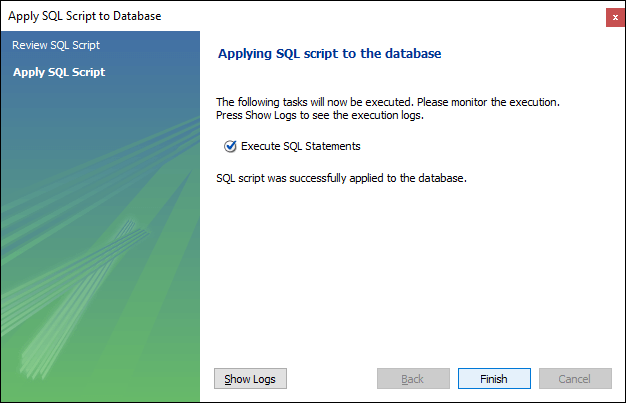 Apply SQL Script to Database
x
Review SQL Script
Apply SQL Script
Applying SQL script to the database
The following tasks will now be executed. Please monitor the execution.
Press Show Logs to see the execution logs.
Execute SQL Statements
SQL script was successfully applied to the database.
Show Logs
Back
Finish
Cancel